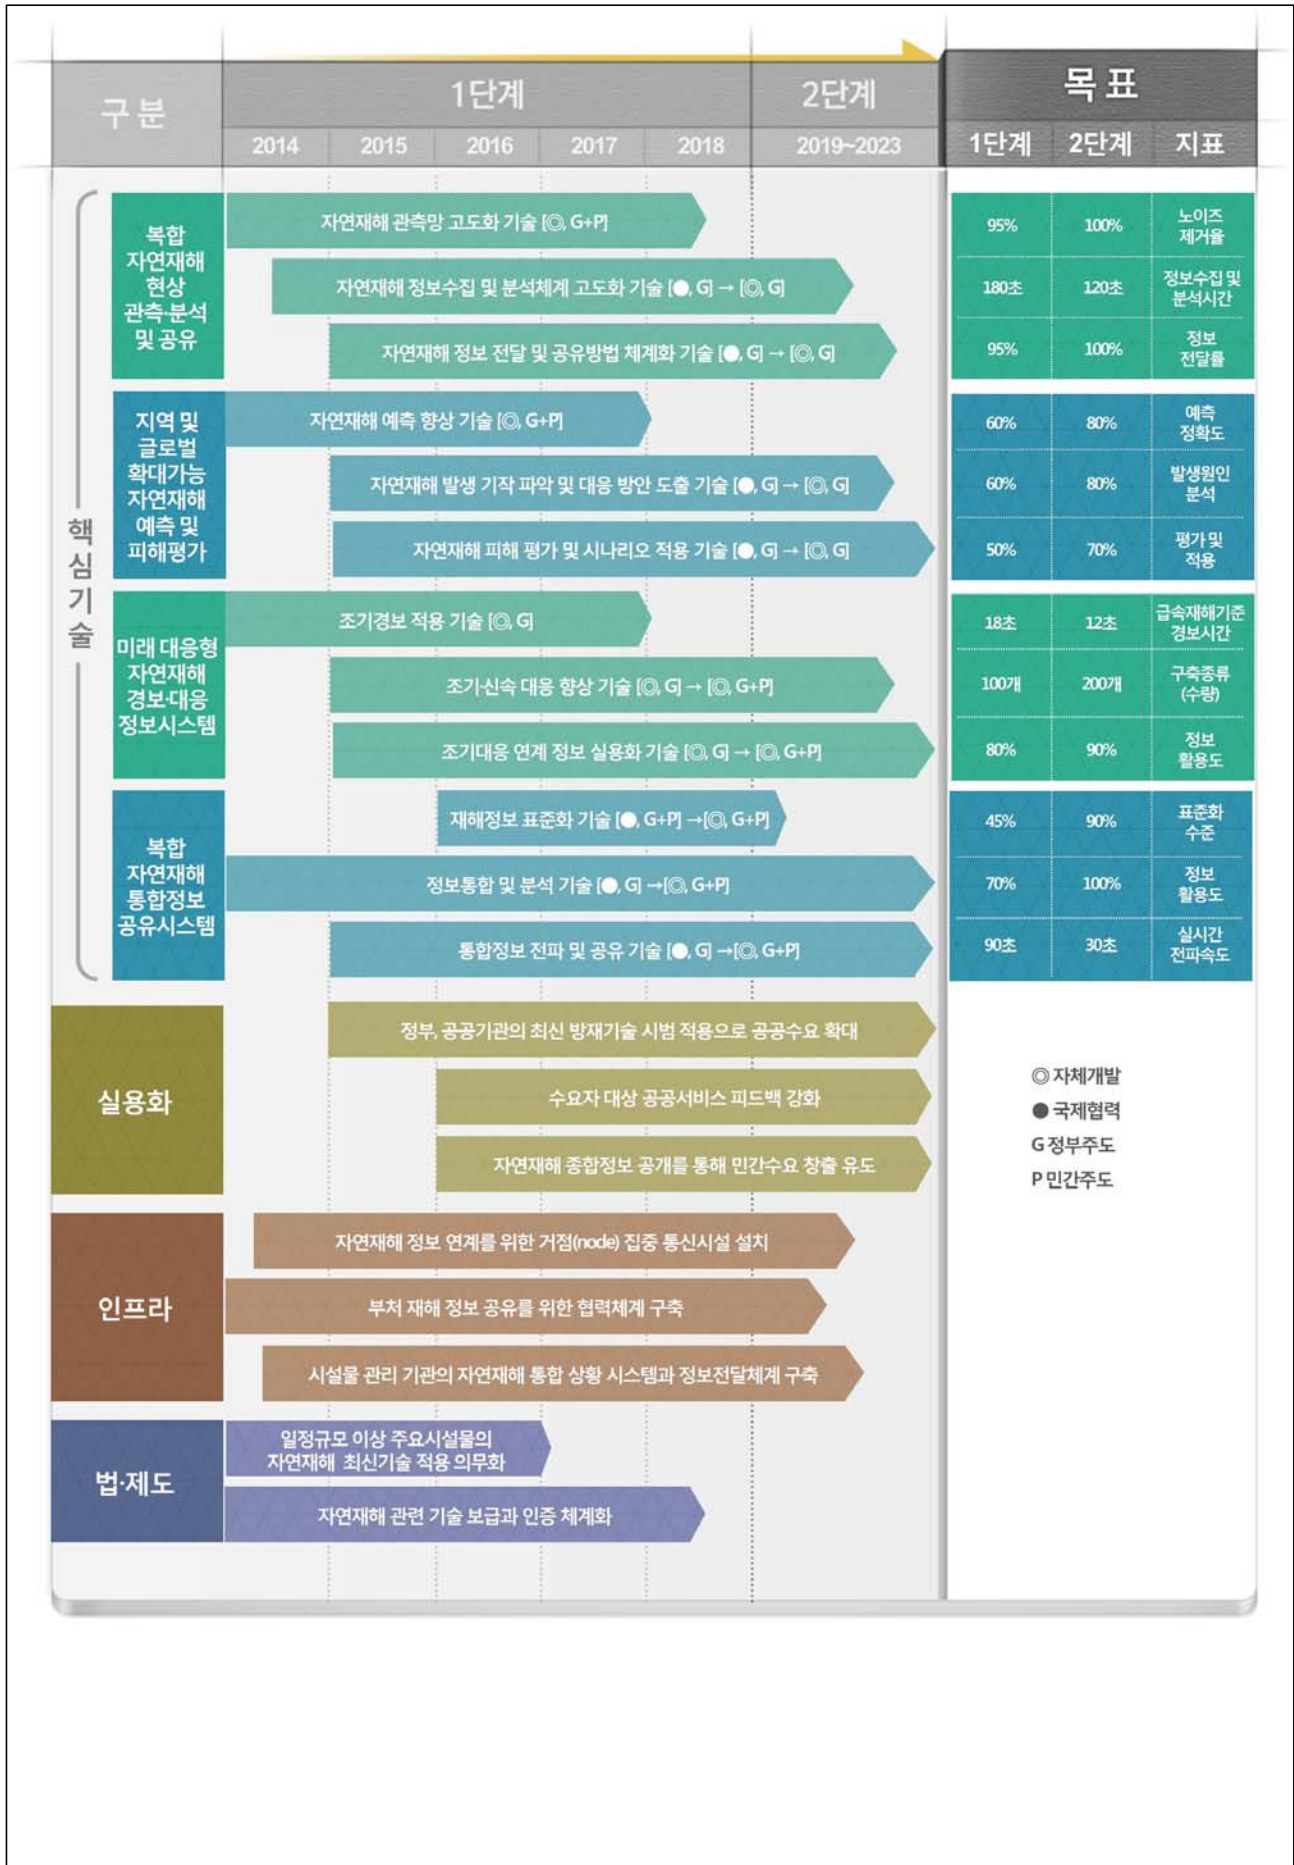 구분
1단계
2단계
목표
2014
2015
2016
2017
2018
2019~2023
1단계
2단계
지표
핵심기술
복합
자연재해
현상
관측·분석
및 공유
자연재해 관측망 고도화 기술 [◎, G+P]
95%
100%
노이즈
제거율
자연재해 정보수집 및 분석체계 고도화 기술 [●, G] → [◎, G]
180초
120초
정보수집 및
분석시간
자연재해 정보 전달 및 공유방법 체계화 기술 [●, G] → [◎, G]
95%
100%
정보
전달률
지역 및
글로벌
확대가능
자연재해
예측 및
피해평가
자연재해 예측 향상 기술 [◎, G+P]
60%
80%
예측
정확도
자연재해 발생 기작 파악 및 대응 방안 도출 기술 [●, G] → [◎, G]
60%
80%
발생원인
분석
자연재해 피해 평가 및 시나리오 적용 기술 [●, G] → [◎, G]
50%
70%
평가 및
적용
미래 대응형
자연재해
경보·대응
정보시스템
조기경보 적용 기술 [◎, G]
18초
12초
급속재해기준
경보시간
조기·신속 대응 향상 기술 [◎, G] → [◎, G+P]
100개
200개
구축종류
(수량)
조기대응 연계 정보 실용화 기술 [◎, G] → [◎, G+P]
80%
90%
정보
활용도
복합
자연재해
통합정보
공유시스템
재해정보 표준화 기술 [●, G+P] →[◎, G+P]
45%
90%
표준화
수준
정보통합 및 분석 기술 [●, G] →[◎, G+P]
70%
100%
정보
활용도
통합정보 전파 및 공유 기술 [●, G] →[◎, G+P]
90초
30초
실시간
전파속도
실용화
정부, 공공기관의 최신 방재기술 시범 적용으로 공공수요 확대
수요자 대상 공공서비스 피드백 강화
자연재해 종합정보 공개를 통해 민간수요 창출 유도
◎ 자체개발
● 국제협력
G 정부주도
P 민간주도
인프라
자연재해 정보 연계를 위한 거점(node) 집중 통신시설 설치
부처 재해 정보 공유를 위한 협력체계 구축
시설물 관리 기관의 자연재해 통합 상황 시스템과 정보전달체계 구축
법·제도
일정규모 이상 주요시설물의
자연재해 최신기술 적용 의무화
자연재해 관련 기술 보급과 인증 체계화